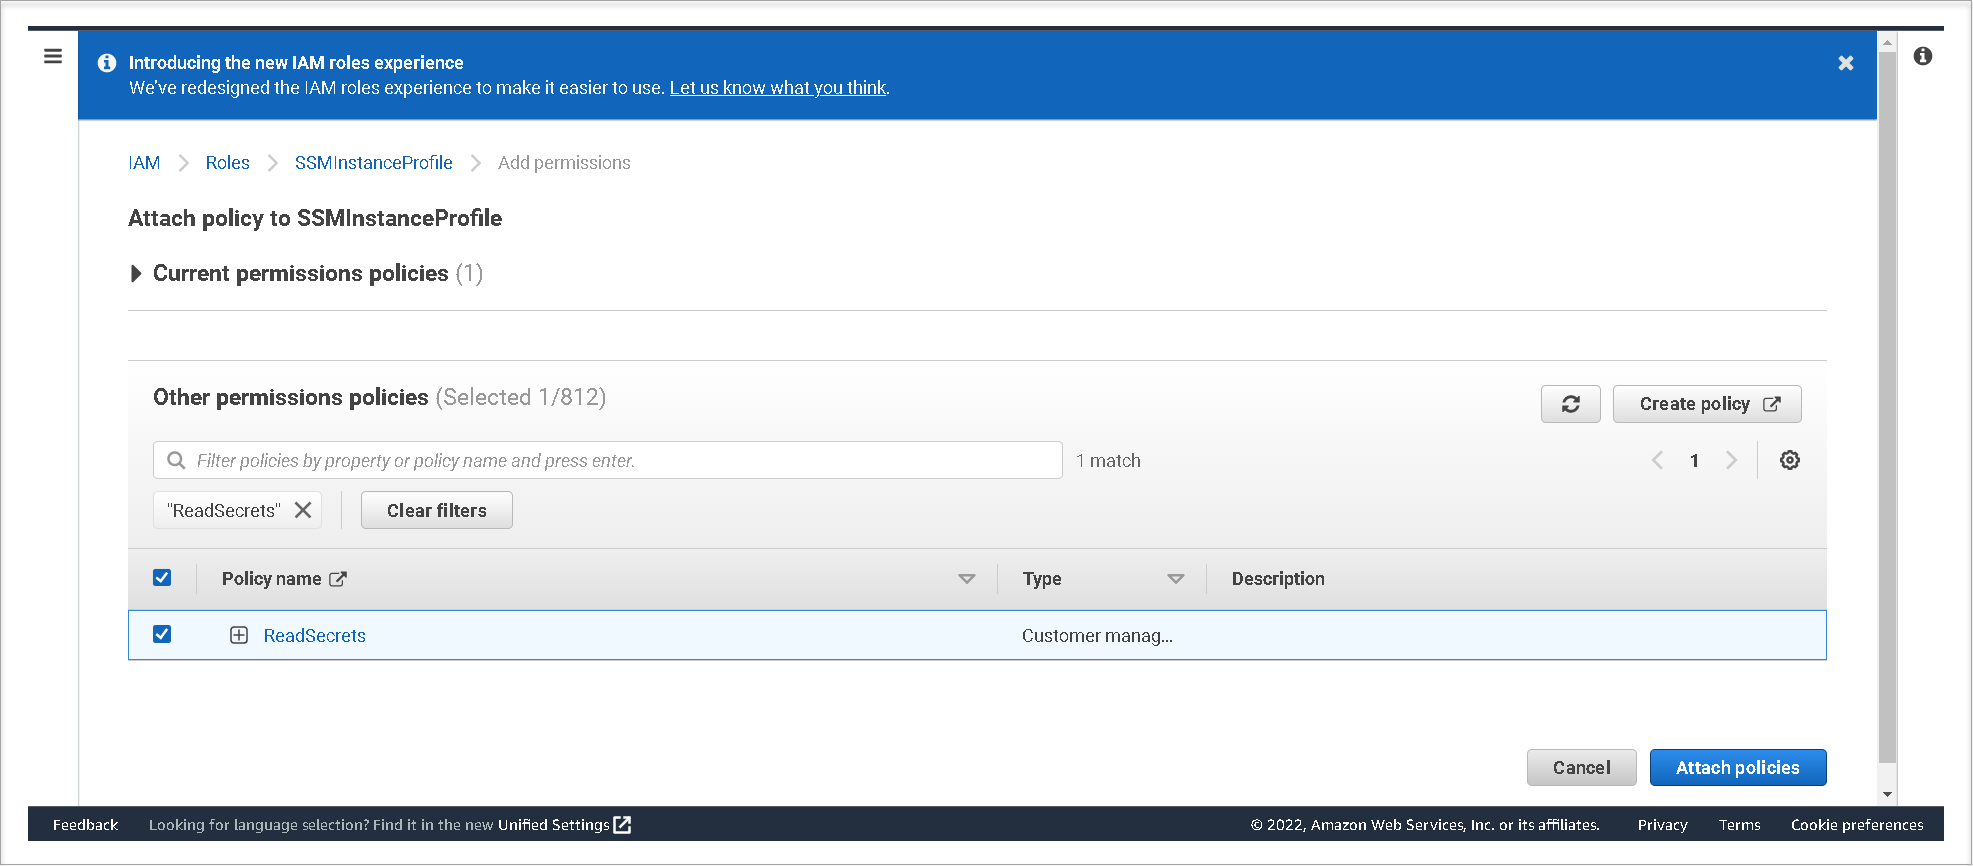 Introducing the new IAM roles experience
We've redesigned the IAM roles experience to make it easier to use. Let us know what you think.
IAM Roles SSMInstanceProfile Add permissions
Attach policy to SSMInstanceProfile
Current permissions policies (1)
Other permissions policies (Selected 1/812)
Create policy
Filter policies by property or policy name and press enter.
1 match
1
"ReadSecrets"
Clear filters
Policy name Type Description
ReadSecrets Customer manag...
Cancel Attach policies
Feedback Looking for language selection? Find it in the new Unified Settings © 2022, Amazon Web Services, Inc. or its affiliates. Privacy Terms Cookie preferences